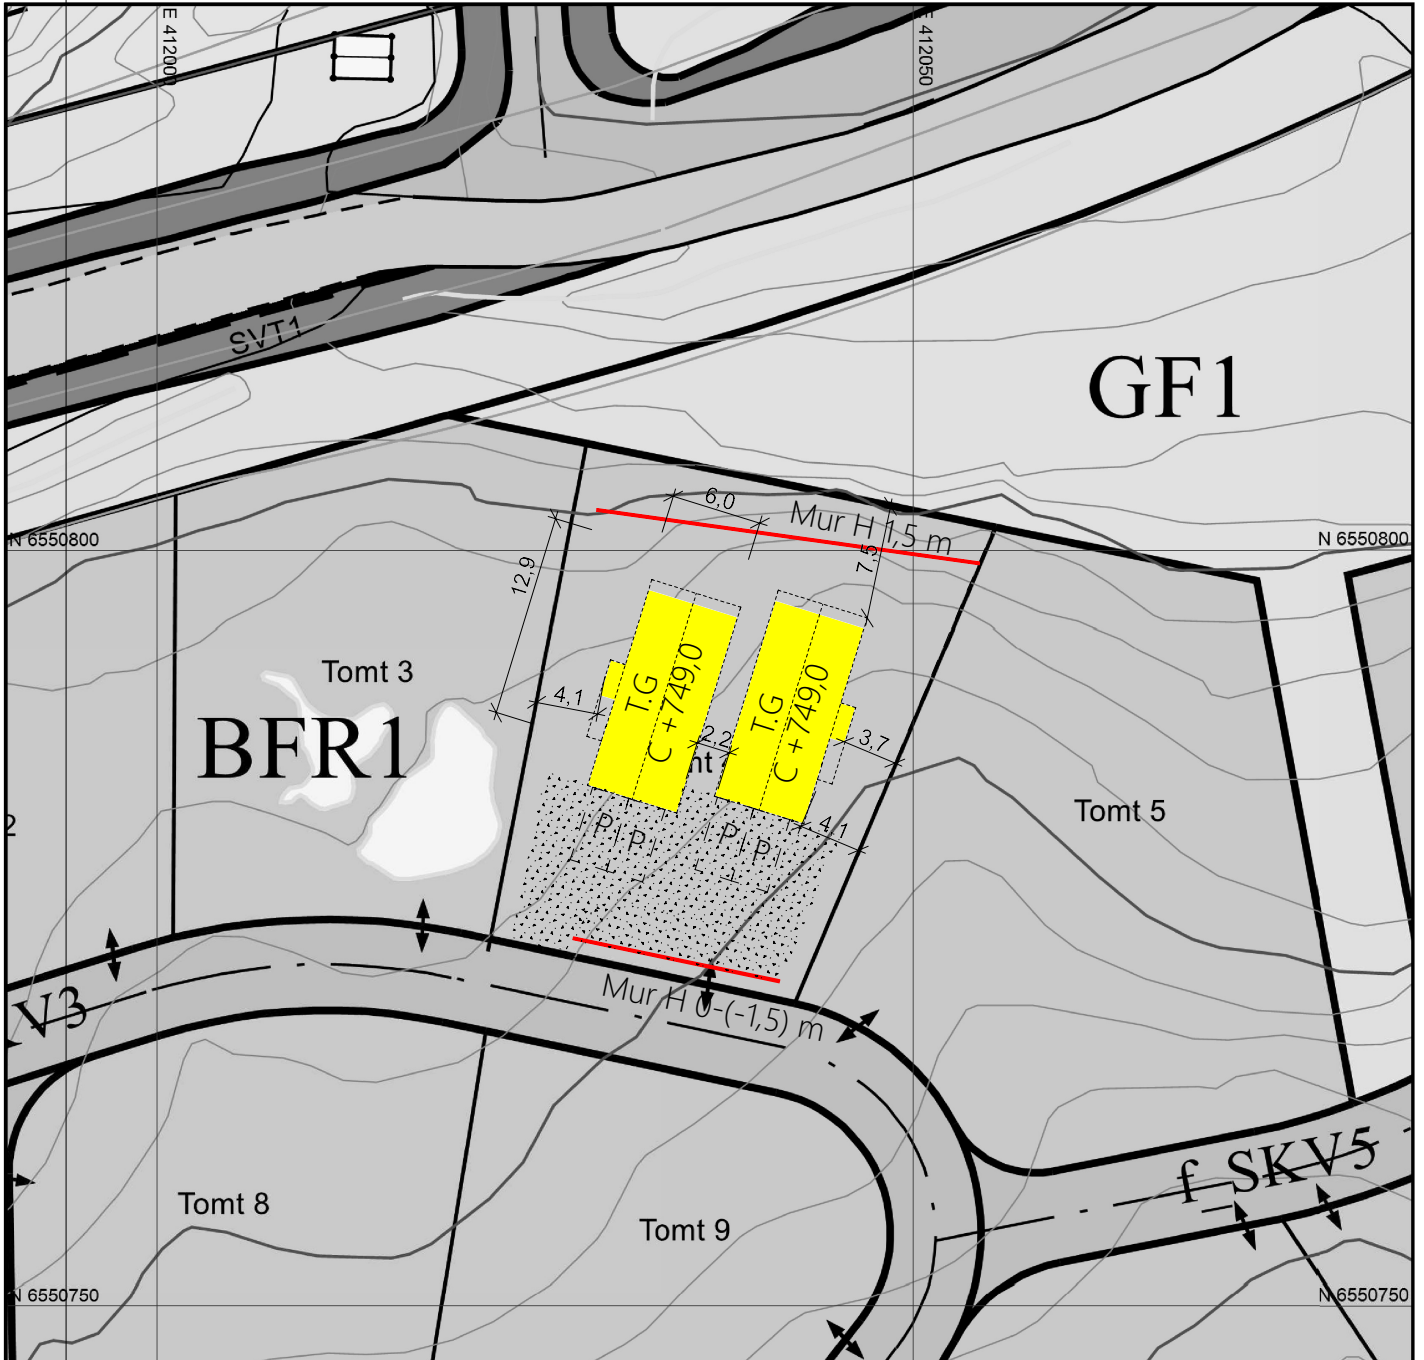 E 412000
E 412050
SVT1
GF1
6,0
Mur H 1,5 m
N 6550800
N 6550800
12,9
7,5
Tomt 3
BFR1
4,1
T.G
C +749,0
T.G
C +749,0
2,2
3,7
Tomt 5
2
P
P
P
P
4,1
V3
Mur H 0-(-1,5) m
f_SKV5
Tomt 8
Tomt 9
N 6550750
N 6550750